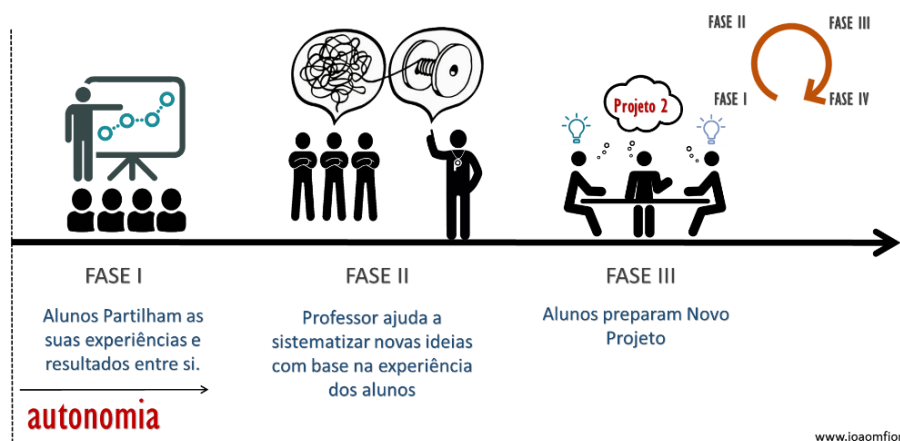 FASE II
FASE III
FASE I
FASE IV
Projeto 2
FASE I
FASE II
FASE III
Alunos Partilham as
suas experiências e
resultados entre si.
Professor ajuda a
sistematizar novas ideias
com base na experiência
dos alunos
Alunos preparam Novo
Projeto
autonomia